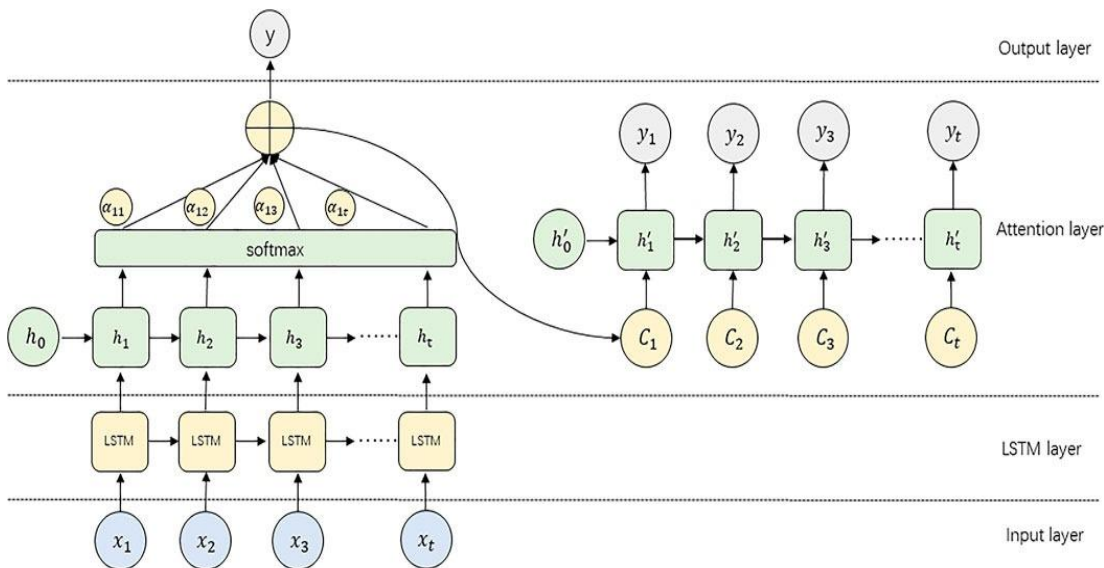 y
Output layer
y₁ y₂ y₃ yₜ
α₁₁ α₁₂ α₁₃ α₁ₜ
softmax
h′₀ h′₁ h′₂ h′₃ ...... h′ₜ
Attention layer
h₀ h₁ h₂ h₃ ...... hₜ
C₁ C₂ C₃ Cₜ
LSTM LSTM LSTM ...... LSTM
LSTM layer
x₁ x₂ x₃ xₜ
Input layer